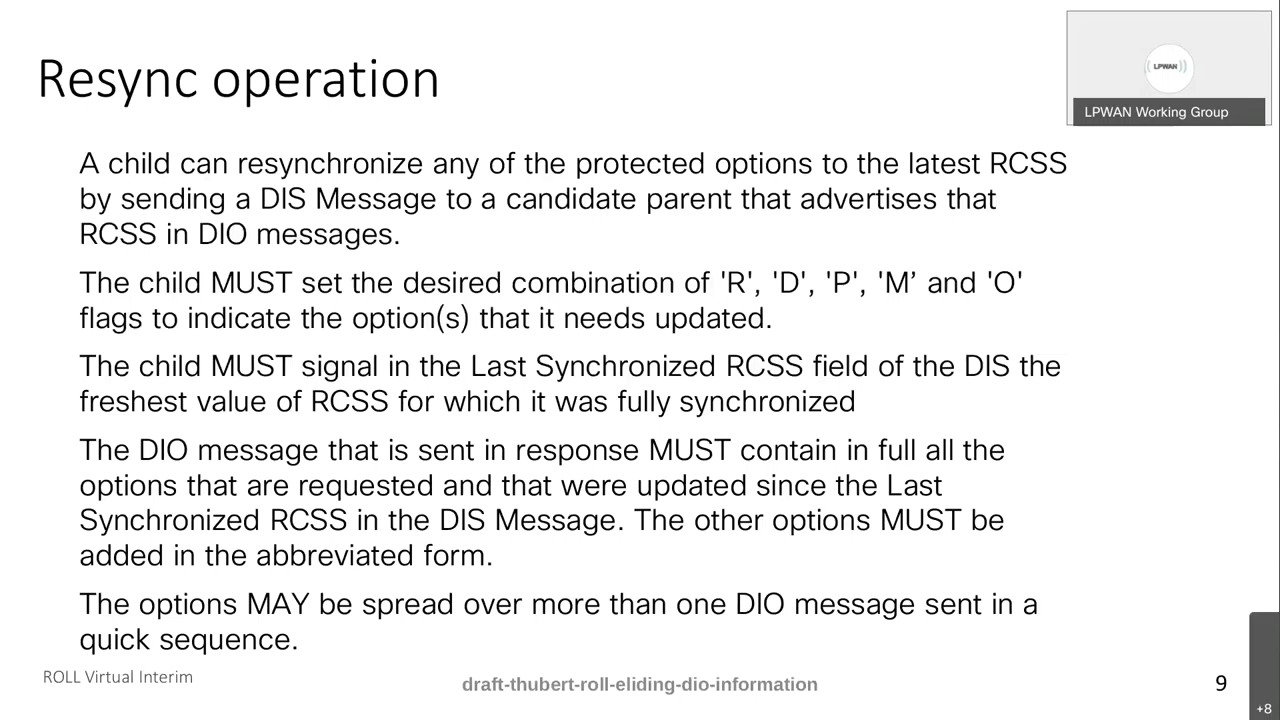 Resync operation
LPWAN
LPWAN Working Group
A child can resynchronize any of the protected options to the latest RCSS
by sending a DIS Message to a candidate parent that advertises that
RCSS in DIO messages.
The child MUST set the desired combination of 'R', 'D', 'P', 'M’ and 'O'
flags to indicate the option(s) that it needs updated.
The child MUST signal in the Last Synchronized RCSS field of the DIS the
freshest value of RCSS for which it was fully synchronized
The DIO message that is sent in response MUST contain in full all the
options that are requested and that were updated since the Last
Synchronized RCSS in the DIS Message. The other options MUST be
added in the abbreviated form.
The options MAY be spread over more than one DIO message sent in a
quick sequence.
ROLL Virtual Interim
draft-thubert-roll-eliding-dio-information
9
+8